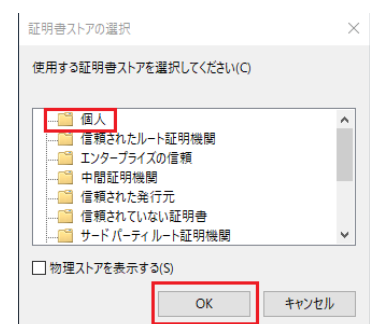 証明書ストアの選択
使用する証明書ストアを選択してください(C)
個人
信頼されたルート証明機関
エンタープライズの信頼
中間証明機関
信頼された発行元
信頼されていない証明書
サード パーティ ルート証明機関
物理ストアを表示する(S)
OK キャンセル